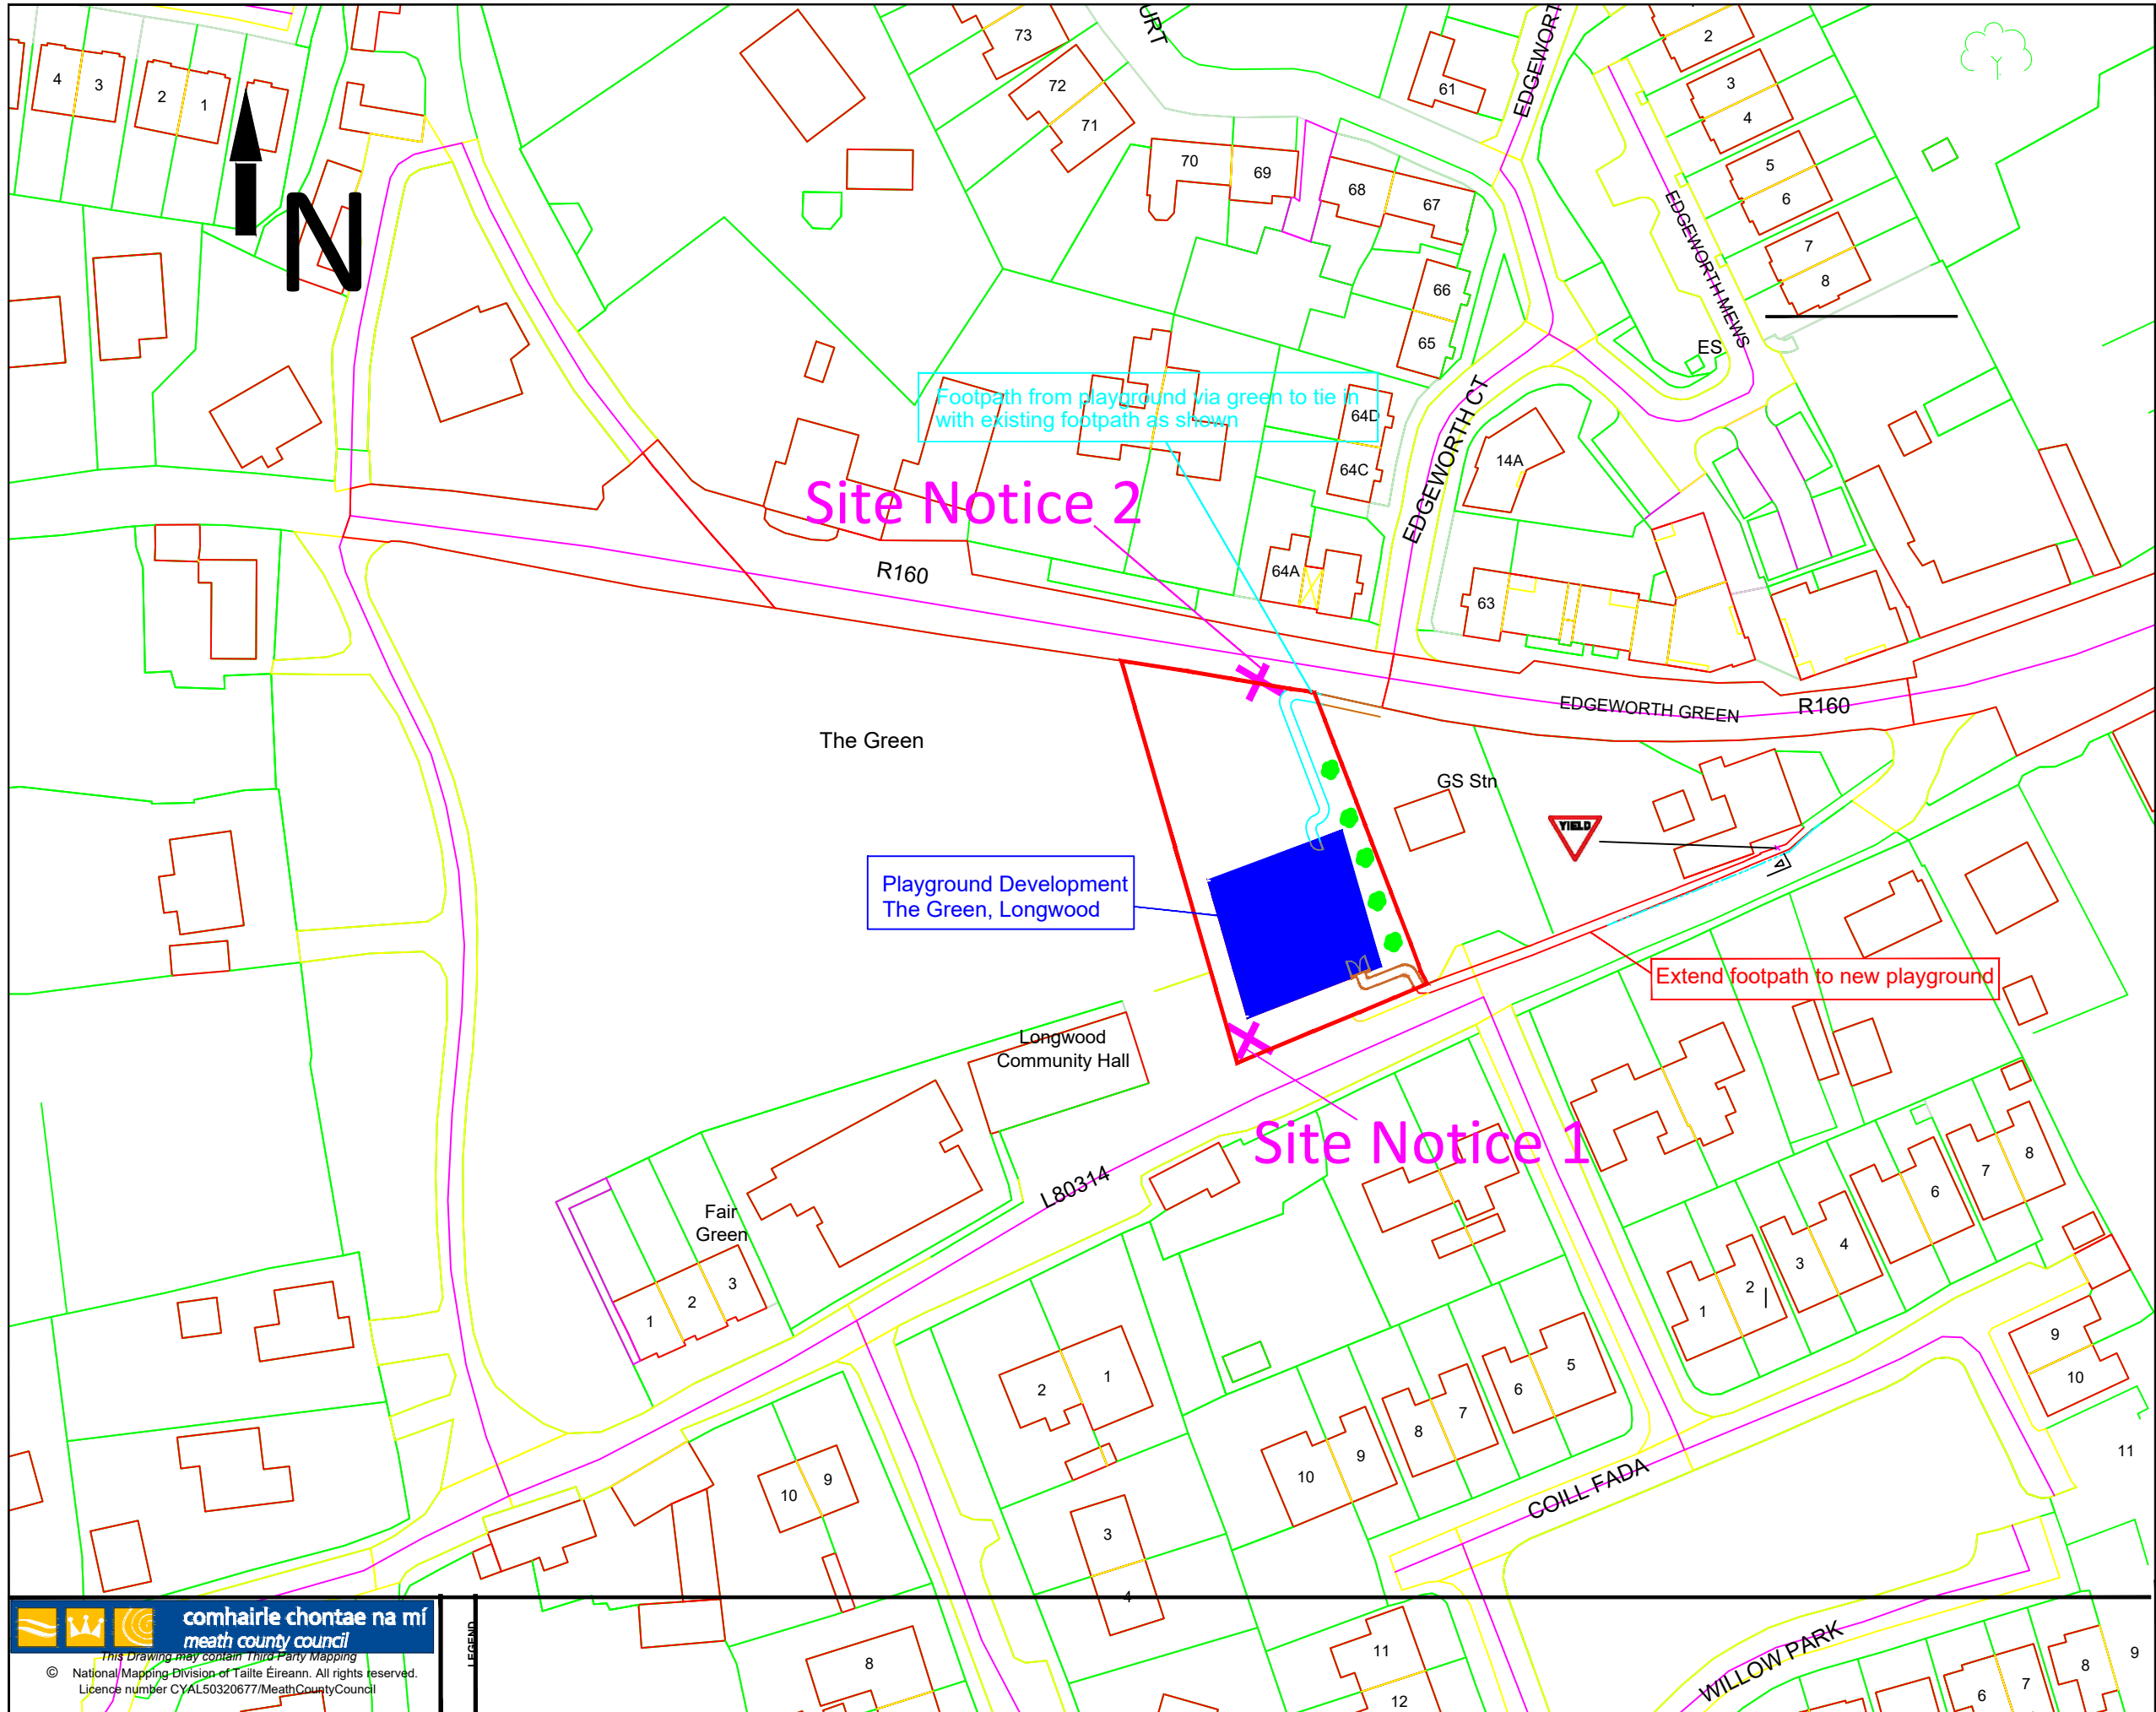 4
3
2
1
N
73
72
71
URT
61
EDGEWORT
2
3
4
5
6
7
8
EDGEWORTH MEWS
70
69
68
67
66
65
ES
Footpath from playground via green to tie in
with existing footpath as shown
64D
64C
EDGEWORTH CT
14A
Site Notice 2
R160
64A
63
EDGEWORTH GREEN
R160
The Green
GS Stn
YIELD
Playground Development
The Green, Longwood
Extend footpath to new playground
Longwood
Community Hall
Site Notice 1
L80314
Fair
Green
1
2
3
1
2
3
4
6
7
8
9
10
11
2
1
10
9
8
7
6
5
10
9
3
4
COILL FADA
WILLOW PARK
8
11
12
6
7
8
9
comhairle chontae na mí
meath county council
This Drawing may contain Third Party Mapping
© National Mapping Division of Tailte Éireann. All rights reserved.
Licence number CYAL50320677/MeathCountyCouncil
LEGEND